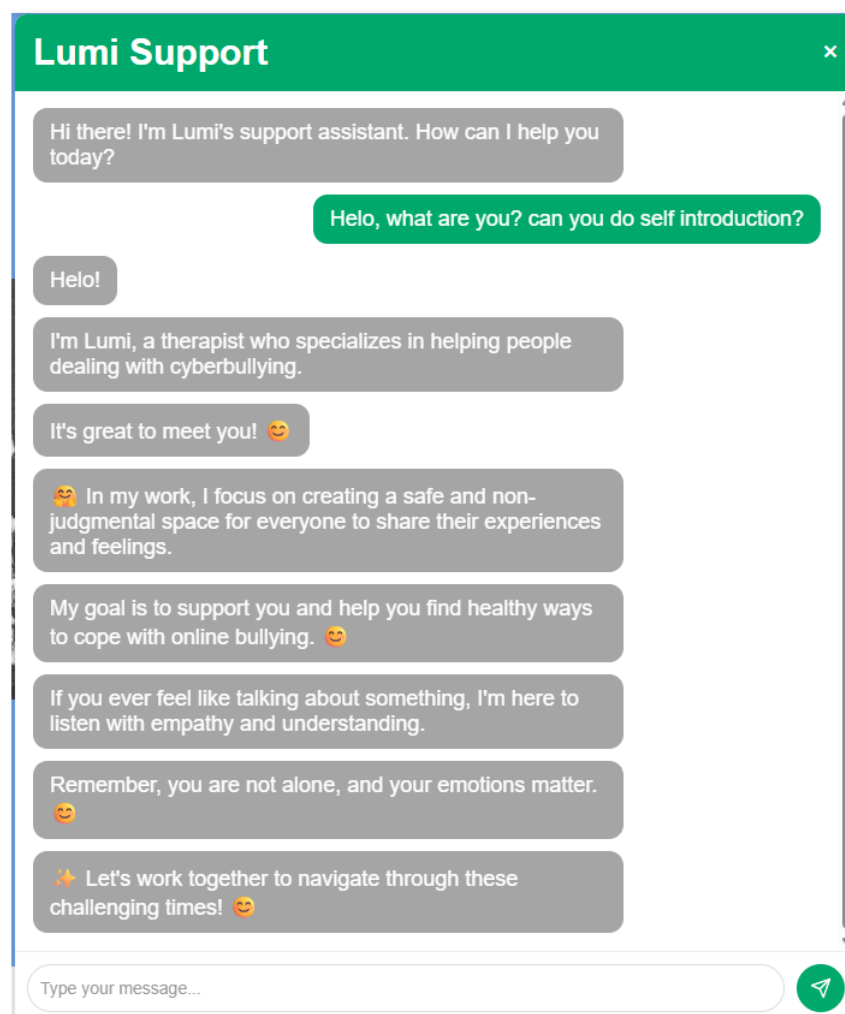 Lumi Support
×
Hi there! I'm Lumi's support assistant. How can I help you
today?
Helo, what are you? can you do self introduction?
Helo!
I'm Lumi, a therapist who specializes in helping people
dealing with cyberbullying.
It's great to meet you! 😊
🤗 In my work, I focus on creating a safe and non-
judgmental space for everyone to share their experiences
and feelings.
My goal is to support you and help you find healthy ways
to cope with online bullying. 😊
If you ever feel like talking about something, I'm here to
listen with empathy and understanding.
Remember, you are not alone, and your emotions matter.
😊
✨ Let's work together to navigate through these
challenging times! 😊
Type your message...